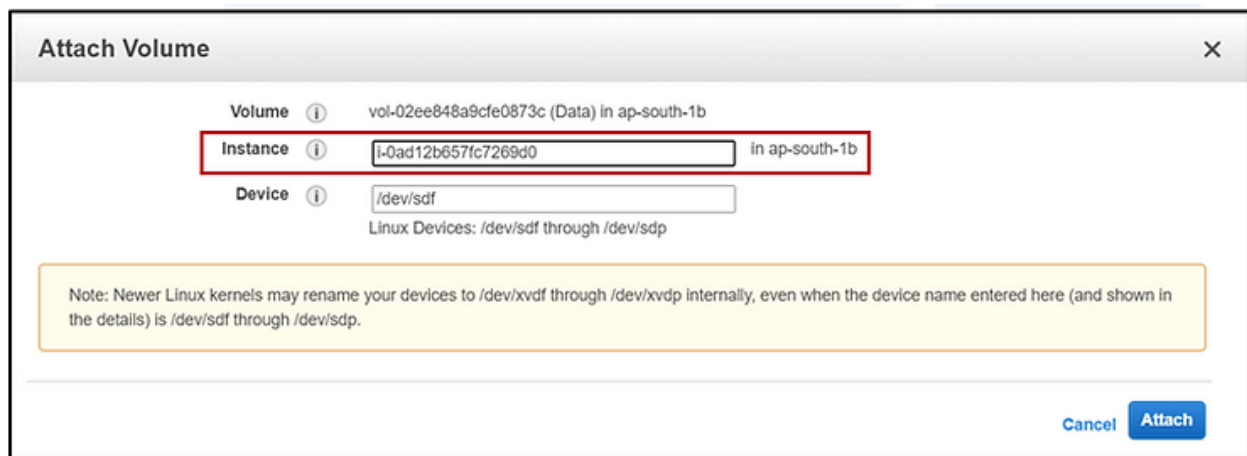 Attach Volume
Volume vol-02ee848a9cfe0873c (Data) in ap-south-1b
Instance i-0ad12b657fc7269d0 in ap-south-1b
Device /dev/sdf
Linux Devices: /dev/sdf through /dev/sdp
Note: Newer Linux kernels may rename your devices to /dev/xvdf through /dev/xvdp internally, even when the device name entered here (and shown in
the details) is /dev/sdf through /dev/sdp.
Cancel Attach